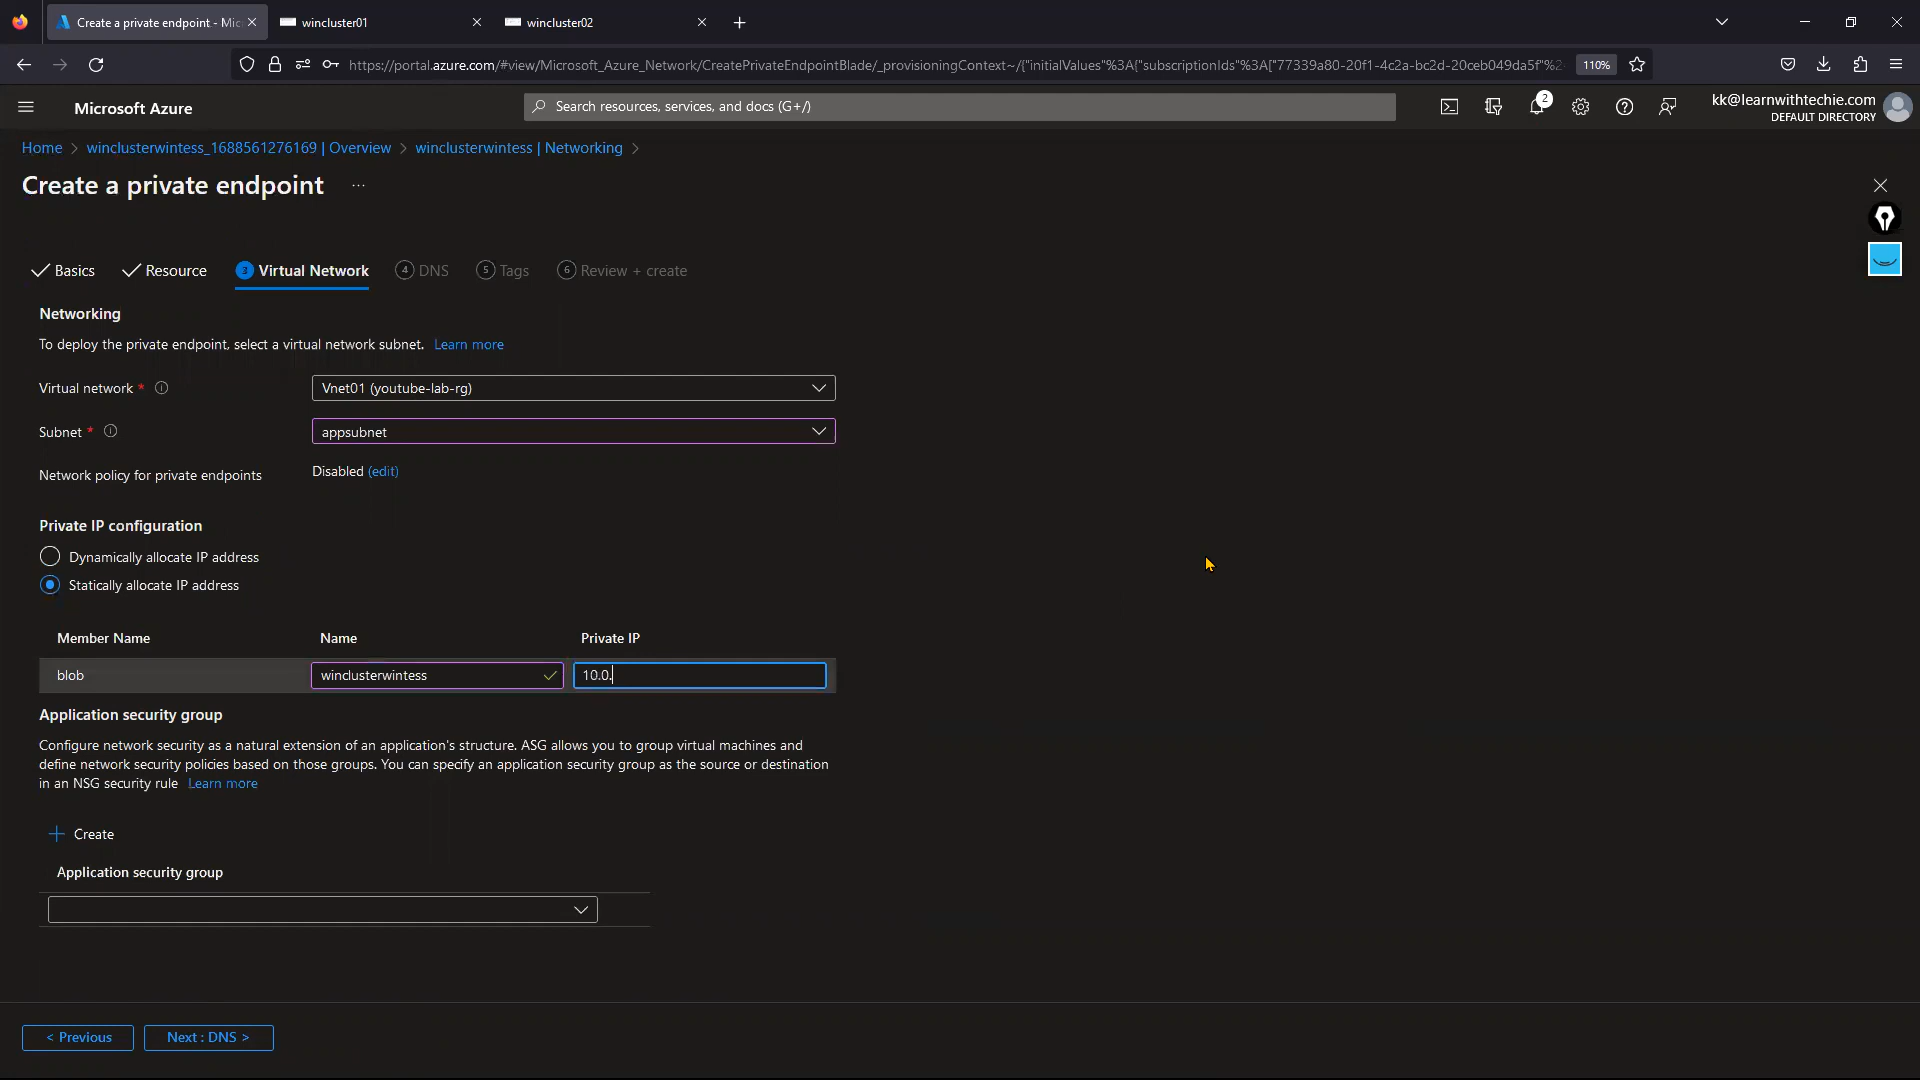 Create a private endpoint - Mic
wincluster01
wincluster02
https://portal.azure.com/#view/Microsoft_Azure_Network/CreatePrivateEndpointBlade/_provisioningContext~/{"initialValues"%3A{"subscriptionIds"%3A["77339a80-20f1-4c2a-bc2d-20ceb049da5f"%2
110%
Microsoft Azure
Search resources, services, and docs (G+/)
2
kk@learnwithtechie.com
DEFAULT DIRECTORY
Home > winclusterwintess_1688561276169 | Overview > winclusterwintess | Networking >
Create a private endpoint ...
Basics
Resource
3 Virtual Network
4 DNS
5 Tags
6 Review + create
Networking
To deploy the private endpoint, select a virtual network subnet. Learn more
Virtual network *
Vnet01 (youtube-lab-rg)
Subnet *
appsubnet
Network policy for private endpoints
Disabled (edit)
Private IP configuration
Dynamically allocate IP address
Statically allocate IP address
Member Name
Name
Private IP
blob
winclusterwintess
10.0.
Application security group
Configure network security as a natural extension of an application's structure. ASG allows you to group virtual machines and
define network security policies based on those groups. You can specify an application security group as the source or destination
in an NSG security rule Learn more
Create
Application security group
< Previous
Next : DNS >